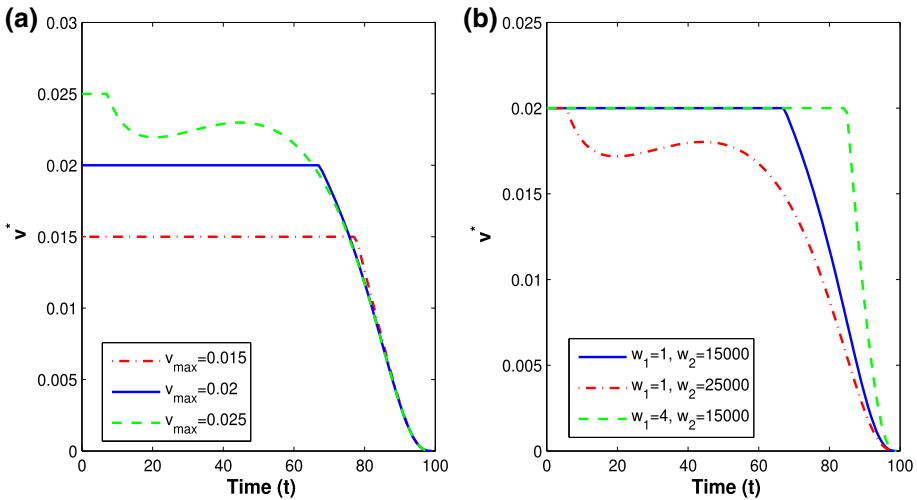 (a)
0.03
0.025
0.02
0.015
0.01
0.005
0
v*
0 20 40 60 80 100
Time (t)
v_max=0.015
v_max=0.02
v_max=0.025
(b)
0.025
0.02
0.015
0.01
0.005
0
v*
0 20 40 60 80 100
Time (t)
w_1=1, w_2=15000
w_1=1, w_2=25000
w_1=4, w_2=15000